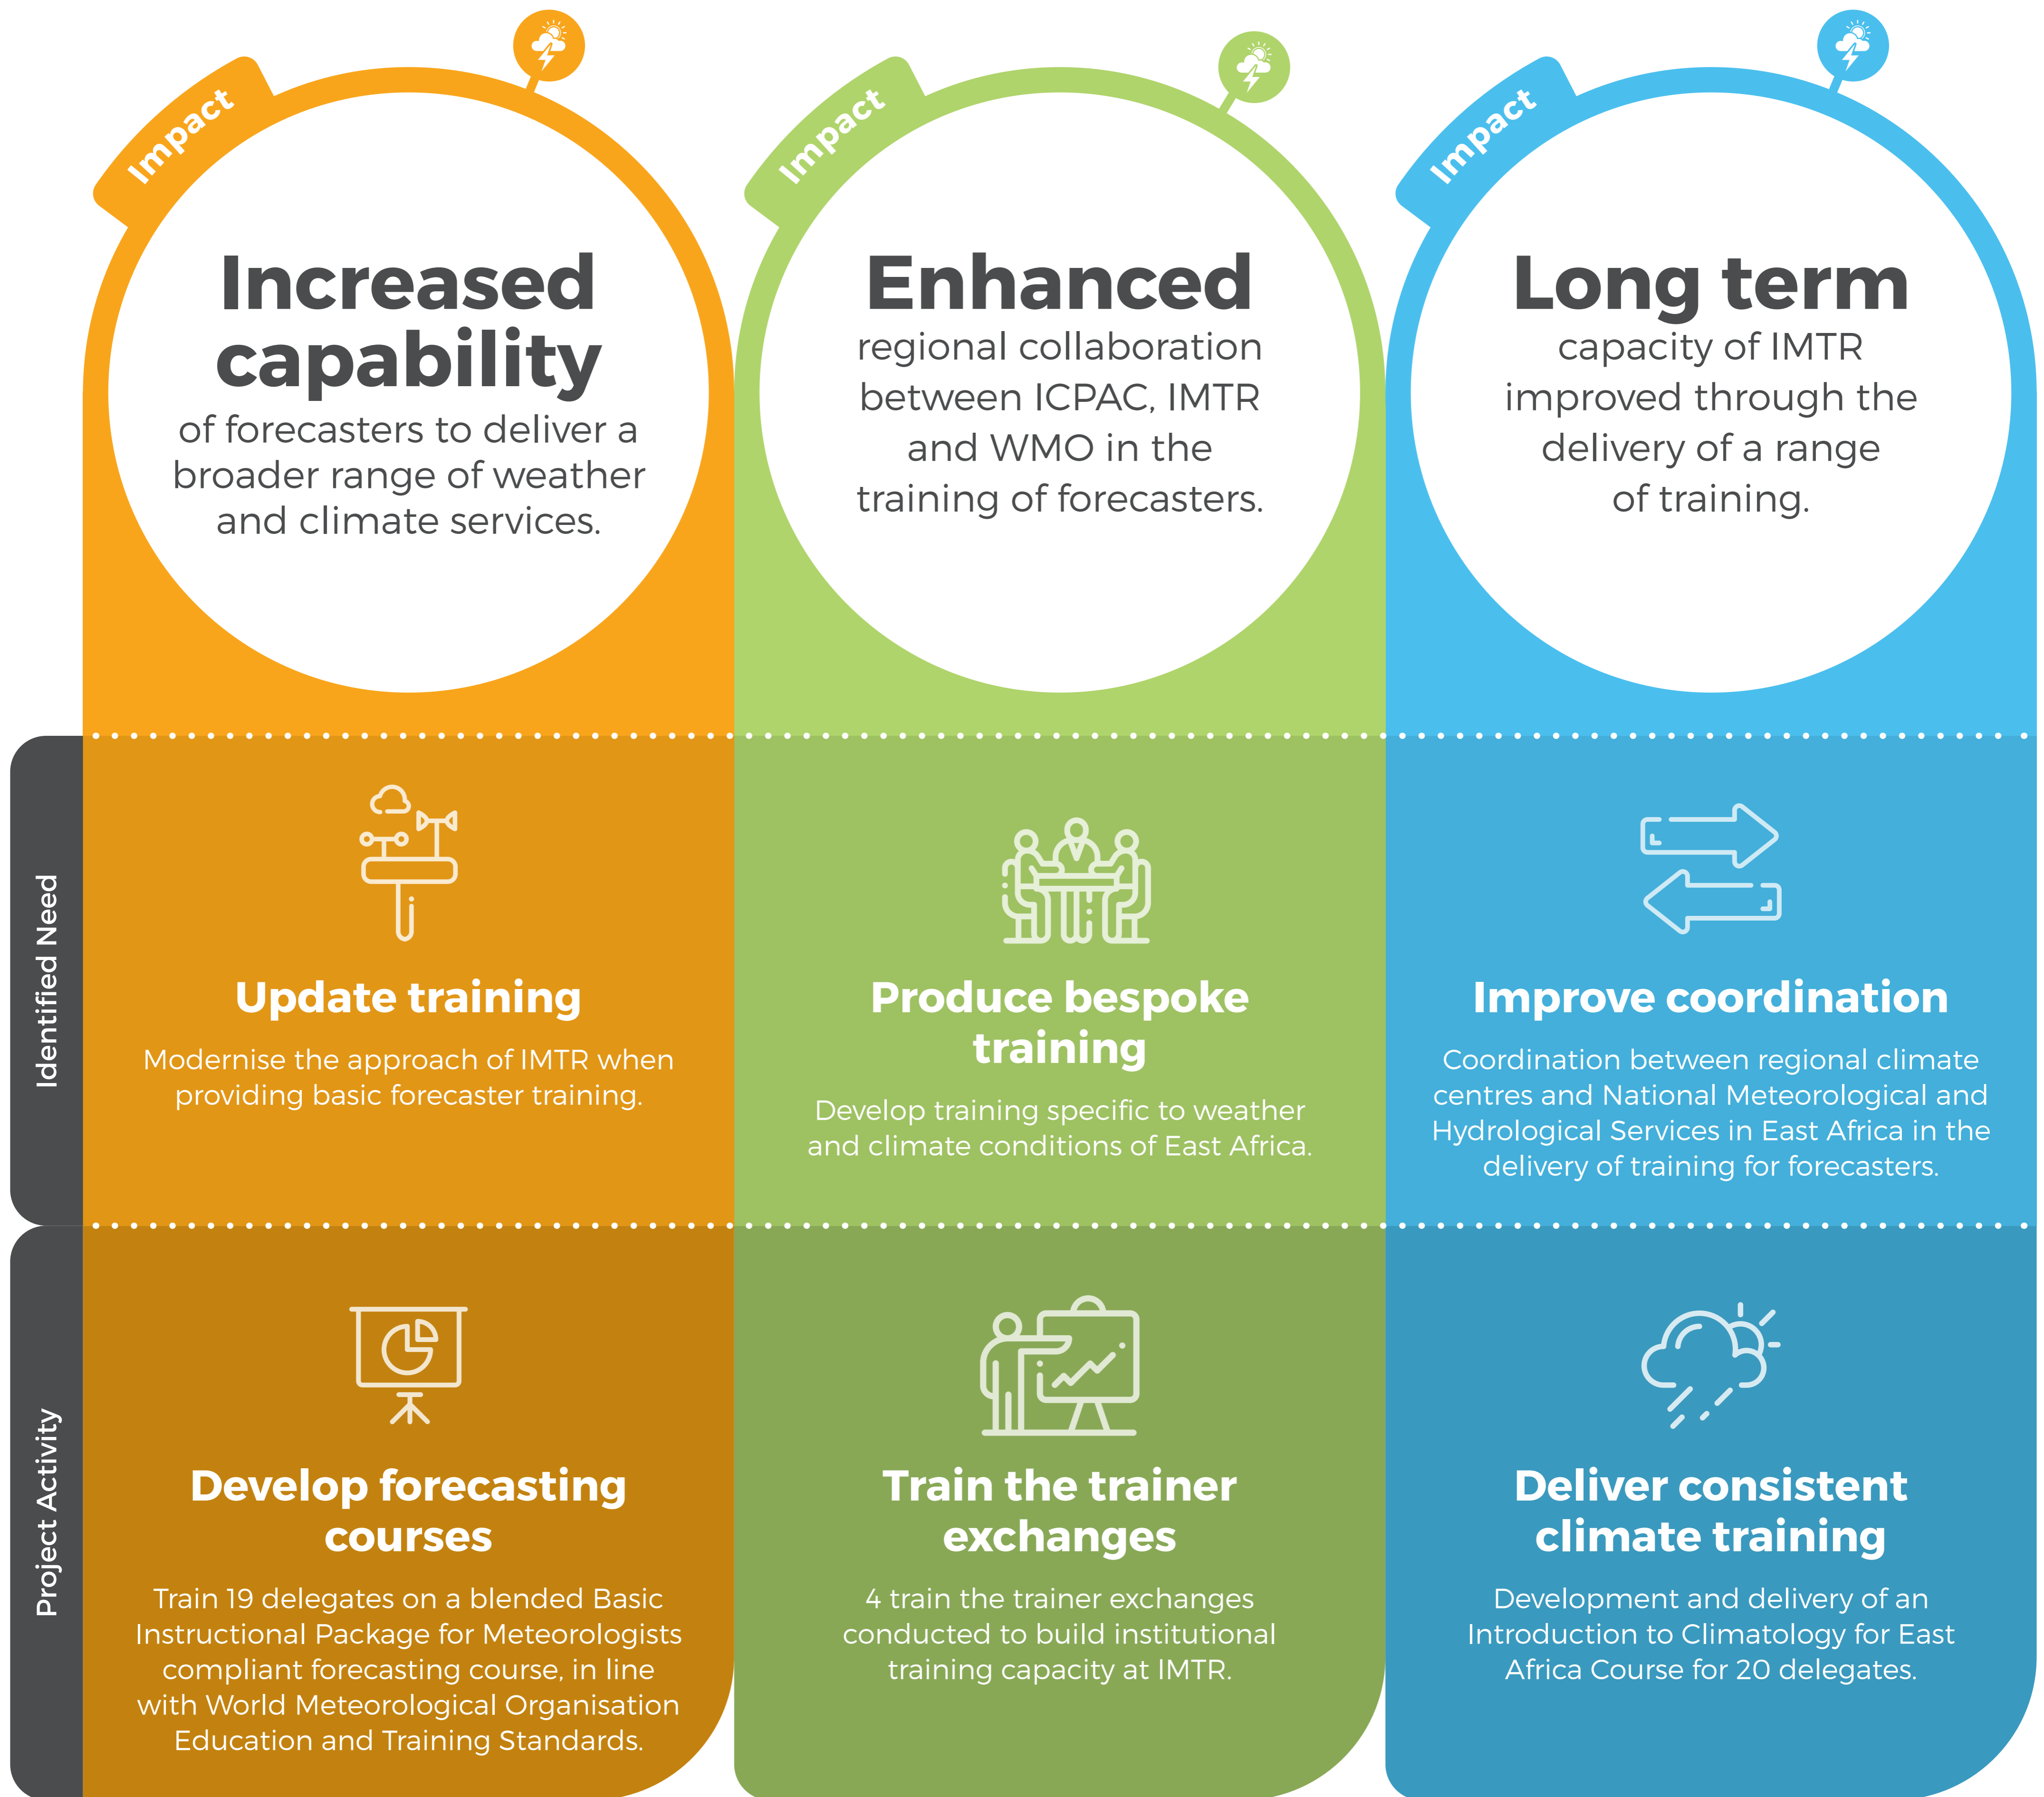 Impact
Increased
capability
of forecasters to deliver a
broader range of weather
and climate services.
Impact
Enhanced
regional collaboration
between ICPAC, IMTR
and WMO in the
training of forecasters.
Impact
Long term
capacity of IMTR
improved through the
delivery of a range
of training.
Identified Need
Update training
Modernise the approach of IMTR when
providing basic forecaster training.
Produce bespoke
training
Develop training specific to weather
and climate conditions of East Africa.
Improve coordination
Coordination between regional climate
centres and National Meteorological and
Hydrological Services in East Africa in the
delivery of training for forecasters.
Project Activity
Develop forecasting
courses
Train 19 delegates on a blended Basic
Instructional Package for Meteorologists
compliant forecasting course, in line
with World Meteorological Organisation
Education and Training Standards.
Train the trainer
exchanges
4 train the trainer exchanges
conducted to build institutional
training capacity at IMTR.
Deliver consistent
climate training
Development and delivery of an
Introduction to Climatology for East
Africa Course for 20 delegates.